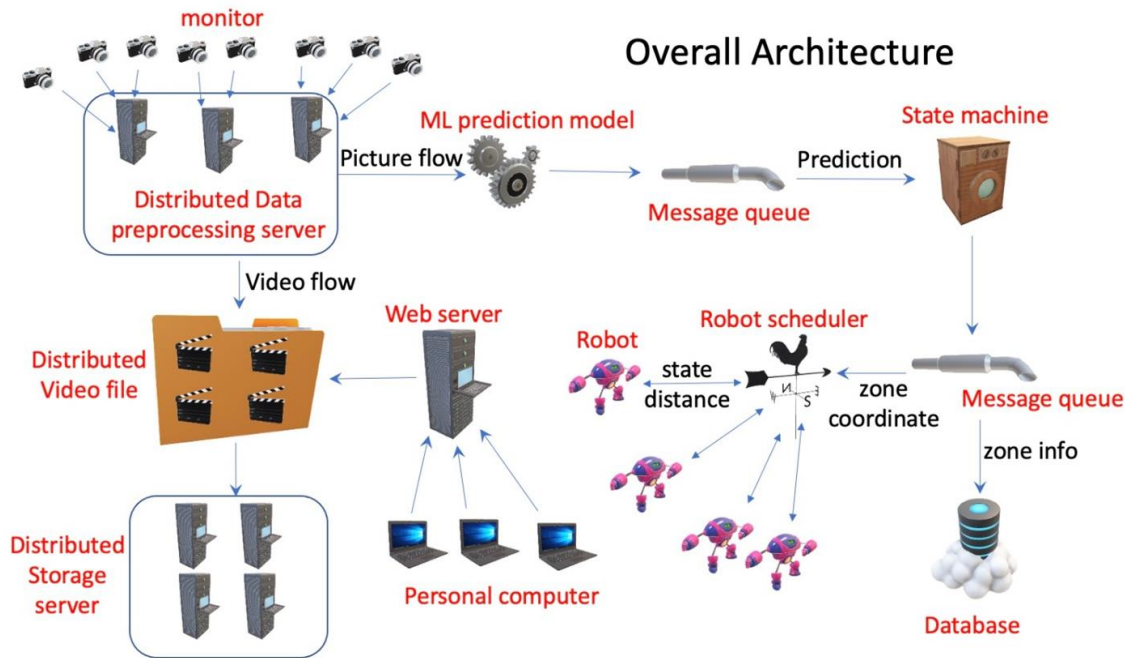 monitor
Overall Architecture
ML prediction model
State machine
Picture flow
Prediction
Distributed Data
preprocessing server
Message queue
Video flow
Web server
Robot scheduler
Robot
Distributed
Video file
state
distance
N
S
zone
coordinate
Message queue
zone info
Distributed
Storage
server
Personal computer
Database